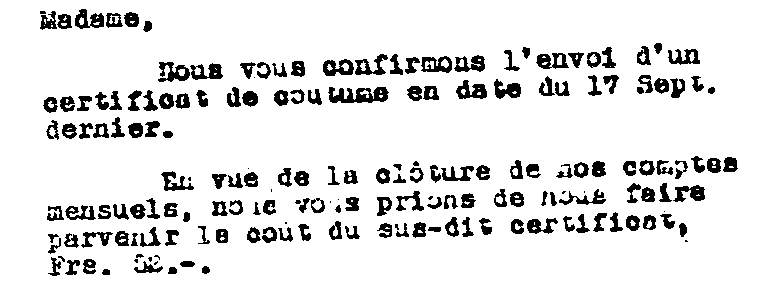 Madame,
Nous vous confirmons l'envoi d'un
certificat de coutume en date du 17 Sept.
dernier.
En vue de la clôture de nos comptes
mensuels, nous vous prions de nous faire
parvenir le coût du sus-dit certificat,
Frs. .-.